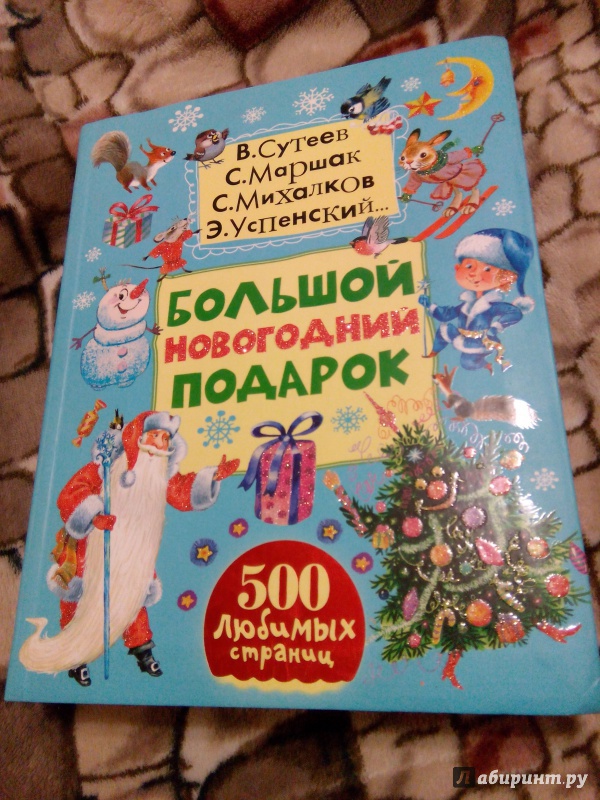 В.Сутеев
С.Маршак
С.Михалков
Э.Успенский...
БОЛЬШОЙ
НОВОГОДНИЙ
ПОДАРОК
500
любимых
страниц
Лабиринт.ру